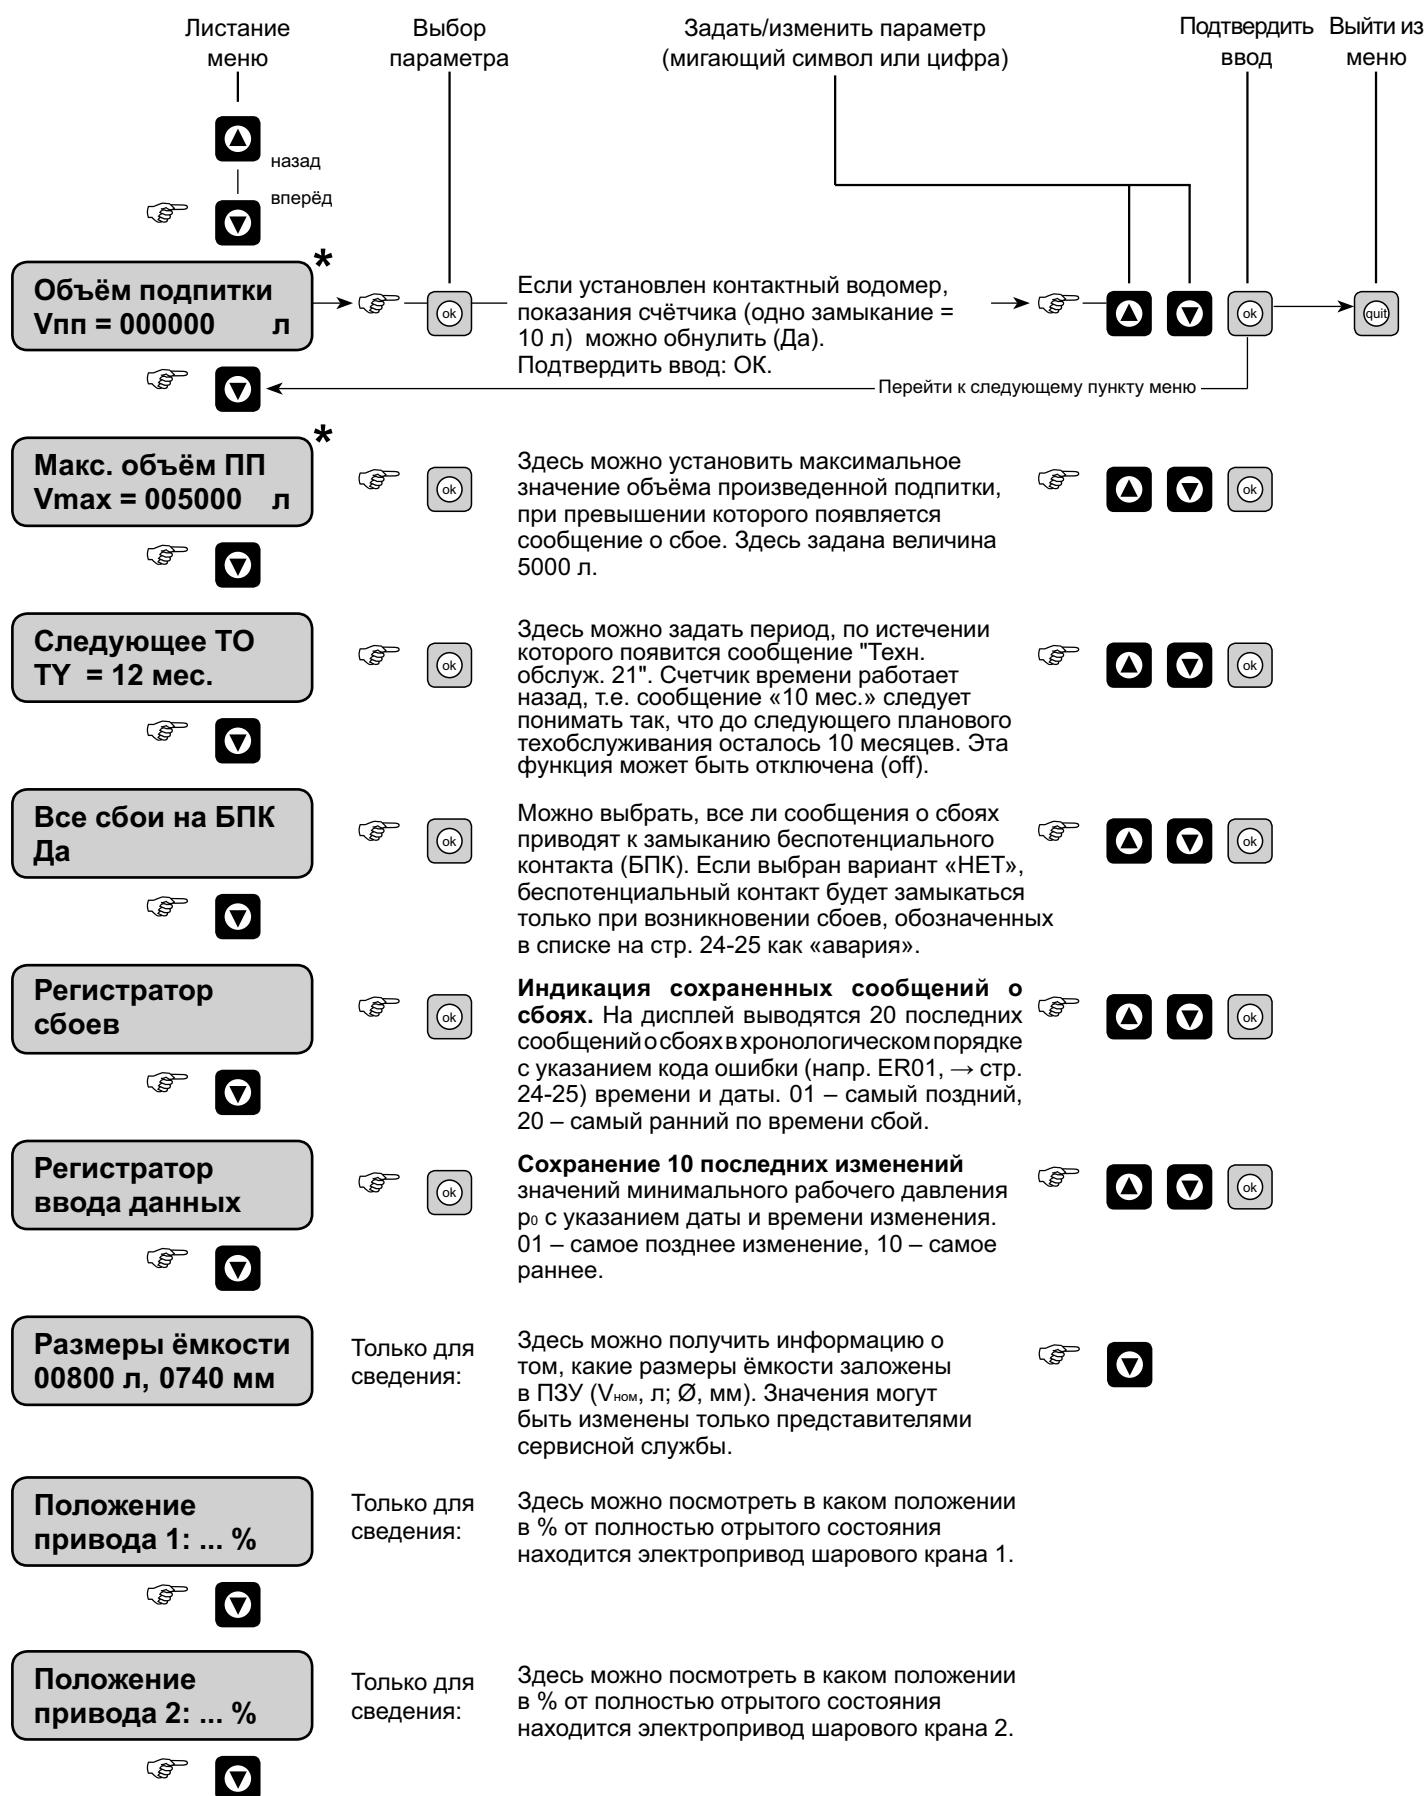 Листание
меню
Выбор
параметра
Задать/изменить параметр
(мигающий символ или цифра)
Подтвердить
ввод
Выйти из
меню
назад
вперёд
*
Объём подпитки
Vпп = 000000 л
ok
Если установлен контактный водомер,
показания счётчика (одно замыкание =
10 л) можно обнулить (Да).
Подтвердить ввод: ОК.
ok
quit
Перейти к следующему пункту меню
*
Макс. объём ПП
Vmax = 005000 л
ok
Здесь можно установить максимальное
значение объёма произведенной подпитки,
при превышении которого появляется
сообщение о сбое. Здесь задана величина
5000 л.
ok
Следующее ТО
TY = 12 мес.
ok
Здесь можно задать период, по истечении
которого появится сообщение "Техн.
обслуж. 21". Счетчик времени работает
назад, т.е. сообщение «10 мес.» следует
понимать так, что до следующего планового
техобслуживания осталось 10 месяцев. Эта
функция может быть отключена (off).
ok
Все сбои на БПК
Да
ok
Можно выбрать, все ли сообщения о сбоях
приводят к замыканию беспотенциального
контакта (БПК). Если выбран вариант «НЕТ»,
беспотенциальный контакт будет замыкаться
только при возникновении сбоев, обозначенных
в списке на стр. 24-25 как «авария».
ok
Регистратор
сбоев
ok
Индикация сохраненных сообщений о
сбоях. На дисплей выводятся 20 последних
сообщений о сбоях в хронологическом порядке
с указанием кода ошибки (напр. ER01, → стр.
24-25) времени и даты. 01 – самый поздний,
20 – самый ранний по времени сбой.
ok
Регистратор
ввода данных
ok
Сохранение 10 последних изменений
значений минимального рабочего давления
p₀ с указанием даты и времени изменения.
01 – самое позднее изменение, 10 – самое
раннее.
ok
Размеры ёмкости
00800 л, 0740 мм
Только для
сведения:
Здесь можно получить информацию о
том, какие размеры ёмкости заложены
в ПЗУ (Vном, л; Ø, мм). Значения могут
быть изменены только представителями
сервисной службы.
Положение
привода 1: ... %
Только для
сведения:
Здесь можно посмотреть в каком положении
в % от полностью отрытого состояния
находится электропривод шарового крана 1.
Положение
привода 2: ... %
Только для
сведения:
Здесь можно посмотреть в каком положении
в % от полностью отрытого состояния
находится электропривод шарового крана 2.